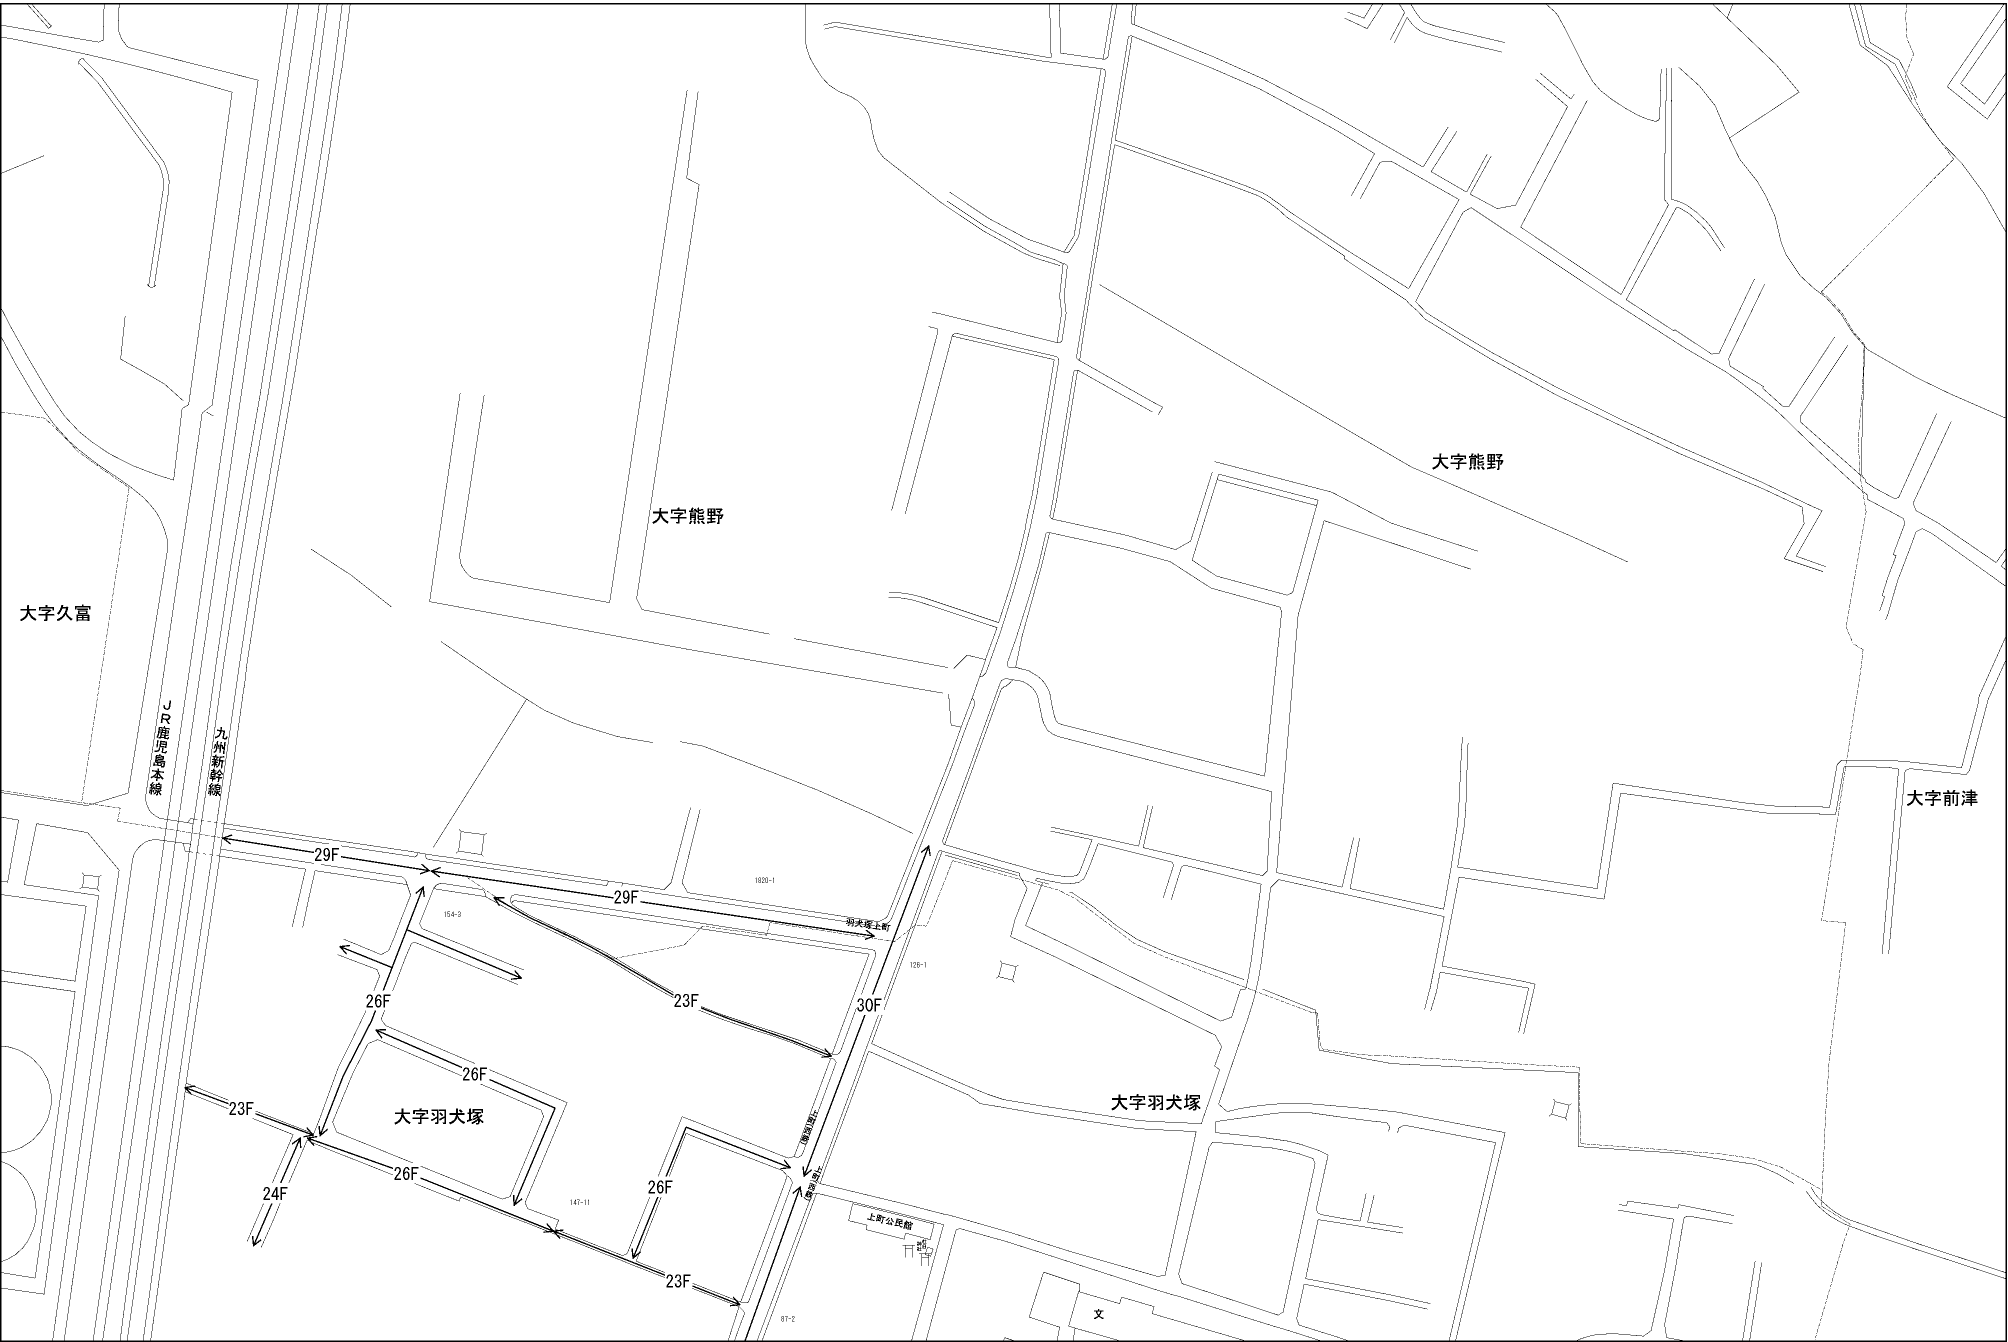 大字熊野
大字熊野
大字久富
JR鹿児島本線
九州新幹線
大字前津
29F
29F
1820-1
154-3
羽犬塚上町
126-1
26F
23F
30F
26F
23F
大字羽犬塚
大字羽犬塚
26F
24F
26F
147-11
上町公民館
23F
87-2
文